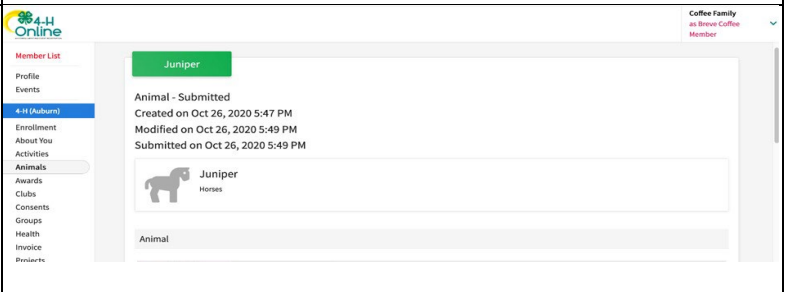 4-H
Online
Coffee Family
as Breve Coffee
Member
Member List
Profile
Events
4-H (Auburn)
Enrollment
About You
Activities
Animals
Awards
Clubs
Consents
Groups
Health
Invoice
Projects
Juniper
Animal - Submitted
Created on Oct 26, 2020 5:47 PM
Modified on Oct 26, 2020 5:49 PM
Submitted on Oct 26, 2020 5:49 PM
Juniper
Horses
Animal